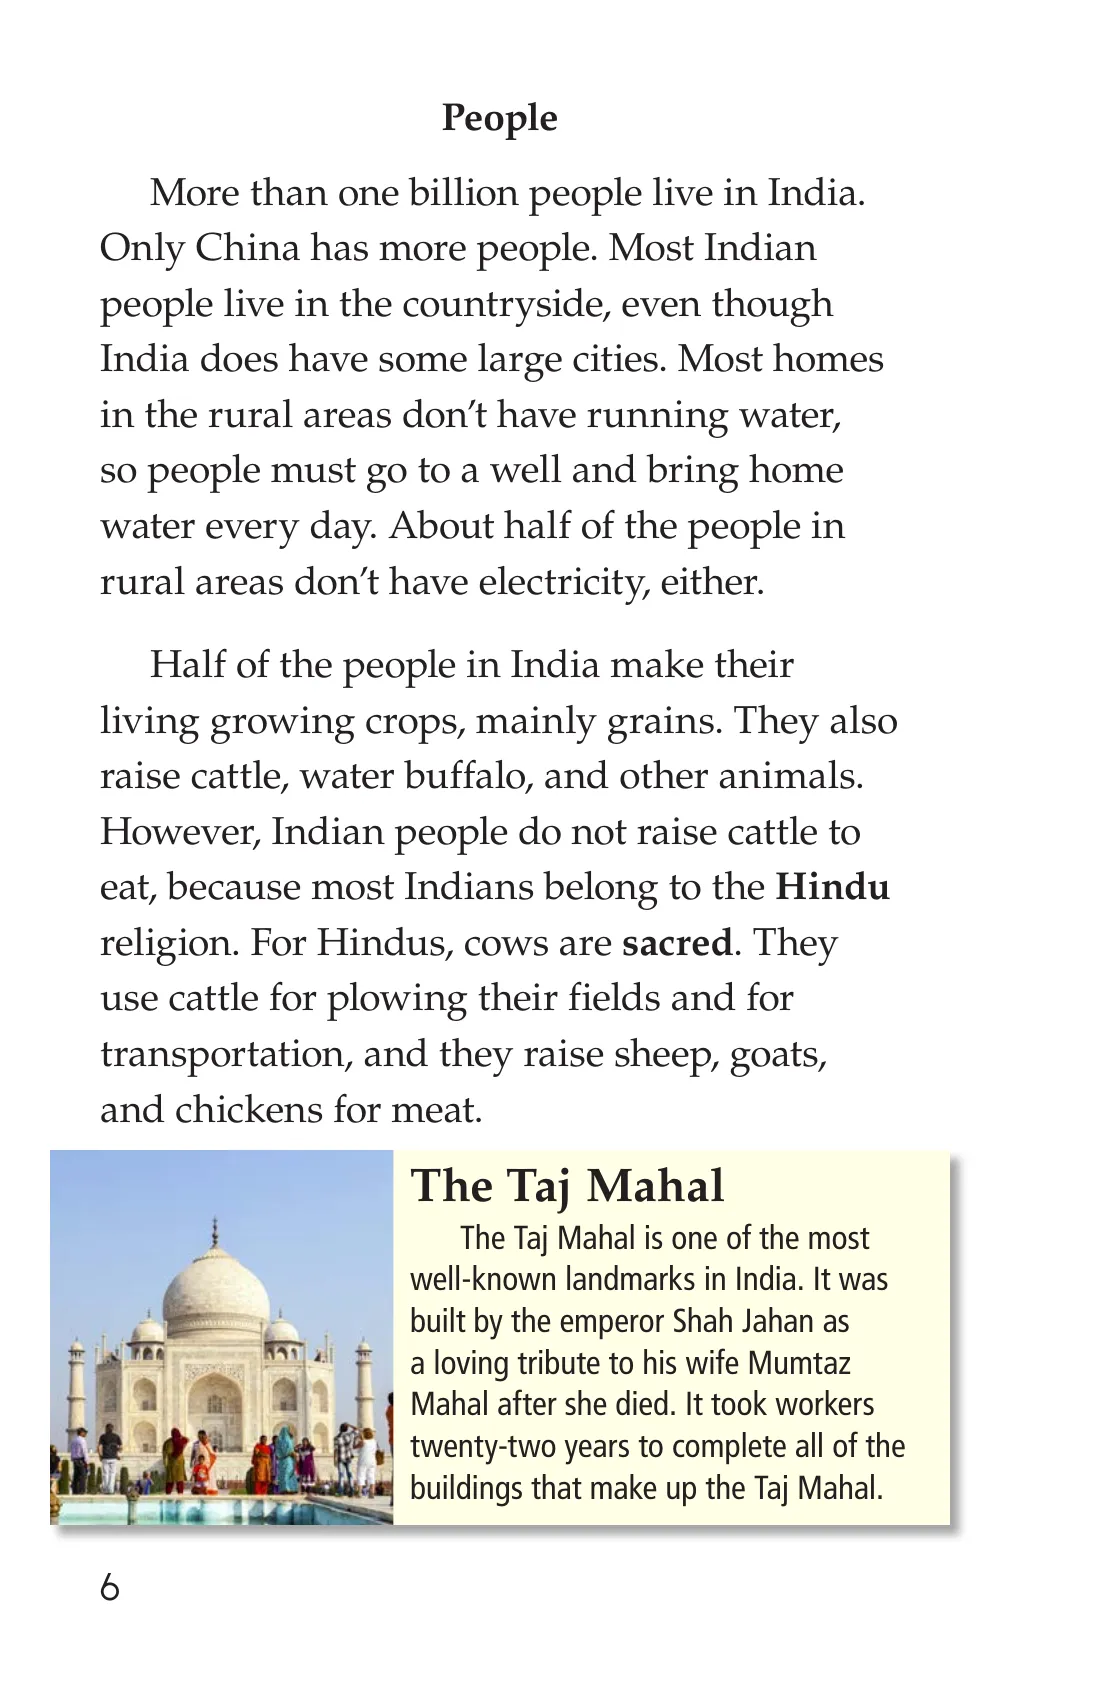 People
More than one billion people live in India.
Only China has more people. Most Indian
people live in the countryside, even though
India does have some large cities. Most homes
in the rural areas don’t have running water,
so people must go to a well and bring home
water every day. About half of the people in
rural areas don’t have electricity, either.
Half of the people in India make their
living growing crops, mainly grains. They also
raise cattle, water buffalo, and other animals.
However, Indian people do not raise cattle to
eat, because most Indians belong to the Hindu
religion. For Hindus, cows are sacred. They
use cattle for plowing their fields and for
transportation, and they raise sheep, goats,
and chickens for meat.
The Taj Mahal
The Taj Mahal is one of the most
well-known landmarks in India. It was
built by the emperor Shah Jahan as
a loving tribute to his wife Mumtaz
Mahal after she died. It took workers
twenty-two years to complete all of the
buildings that make up the Taj Mahal.
6